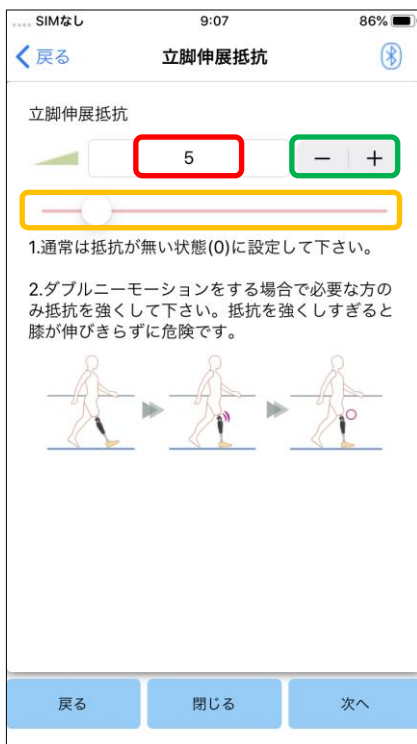 SIMなし 9:07 86%
戻る 立脚伸展抵抗
立脚伸展抵抗
5 − +
1.通常は抵抗が無い状態(0)に設定して下さい。
2.ダブルニーモーションをする場合で必要な方の
み抵抗を強くして下さい。抵抗を強くしすぎると
膝が伸びきらずに危険です。
戻る 閉じる 次へ